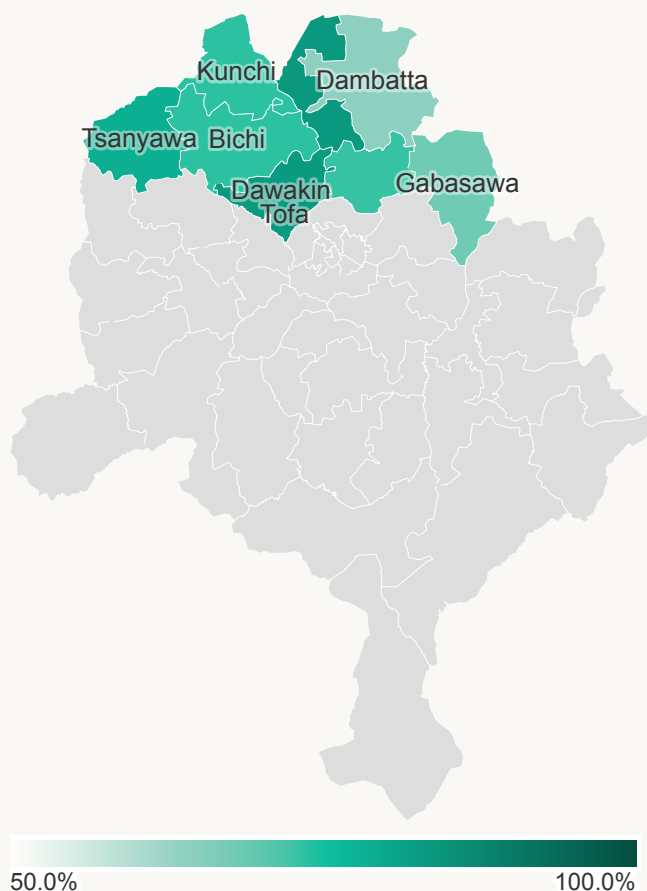 Kunchi
Dambatta
Tsanyawa
Bichi
Dawakin
Tofa
Gabasawa
50.0%
100.0%